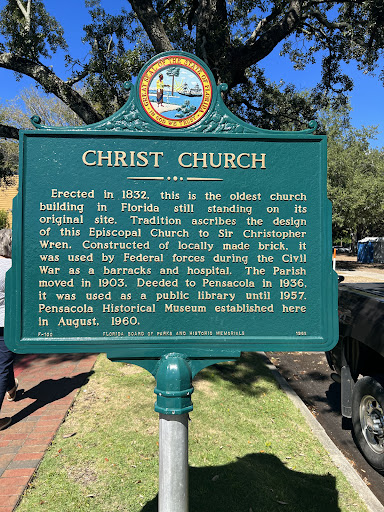 GREAT SEAL OF THE STATE OF FLORIDA
IN GOD WE TRUST
CHRIST CHURCH
Erected in 1832, this is the oldest church
building in Florida still standing on its
original site. Tradition ascribes the design
of this Episcopal Church to Sir Christopher
Wren. Constructed of locally made brick, it
was used by Federal forces during the Civil
War as a barracks and hospital. The Parish
moved in 1903. Deeded to Pensacola in 1936,
it was used as a public library until 1957.
Pensacola Historical Museum established here
in August, 1960.
F-100 FLORIDA BOARD OF PARKS AND HISTORIC MEMORIALS